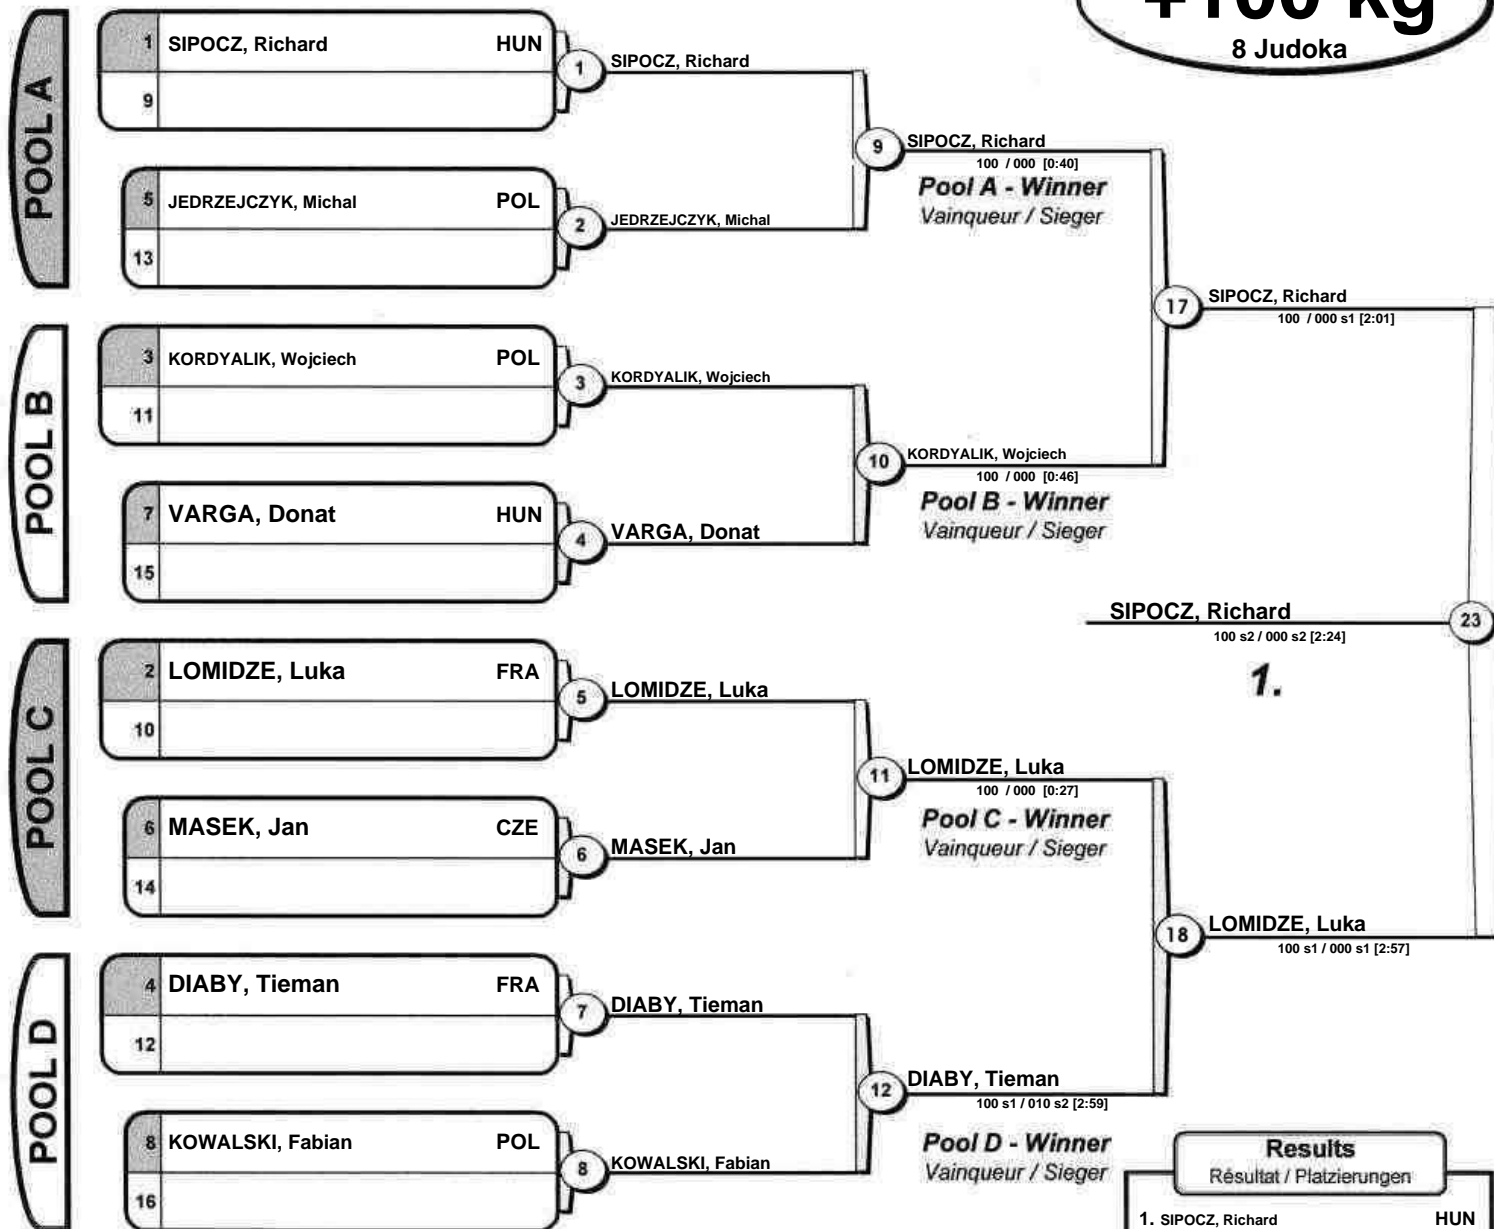 +100 kg
8 Judoka
POOL A
1 SIPOCZ, Richard HUN
9
1 SIPOCZ, Richard
5 JEDRZEJCZYK, Michal POL
13
2 JEDRZEJCZYK, Michal
9 SIPOCZ, Richard
100 / 000 [0:40]
Pool A - Winner
Vainqueur / Sieger
POOL B
3 KORDYALIK, Wojciech POL
11
3 KORDYALIK, Wojciech
7 VARGA, Donat HUN
15
4 VARGA, Donat
10 KORDYALIK, Wojciech
100 / 000 [0:46]
Pool B - Winner
Vainqueur / Sieger
17 SIPOCZ, Richard
100 / 000 s1 [2:01]
SIPOCZ, Richard 23
100 s2 / 000 s2 [2:24]
1.
POOL C
2 LOMIDZE, Luka FRA
10
5 LOMIDZE, Luka
6 MASEK, Jan CZE
14
6 MASEK, Jan
11 LOMIDZE, Luka
100 / 000 [0:27]
Pool C - Winner
Vainqueur / Sieger
18 LOMIDZE, Luka
100 s1 / 000 s1 [2:57]
POOL D
4 DIABY, Tieman FRA
12
7 DIABY, Tieman
8 KOWALSKI, Fabian POL
16
8 KOWALSKI, Fabian
12 DIABY, Tieman
100 s1 / 010 s2 [2:59]
Pool D - Winner
Vainqueur / Sieger
Results
Résultat / Platzierungen
1. SIPOCZ, Richard HUN